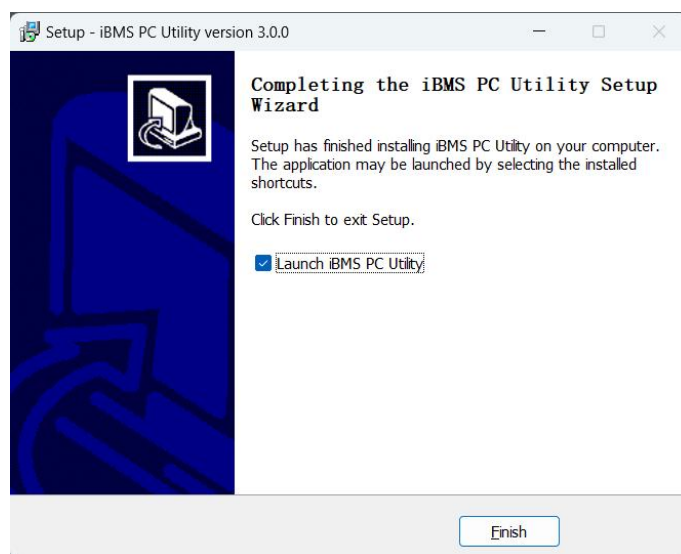 Setup - iBMS PC Utility version 3.0.0
Completing the iBMS PC Utility Setup
Wizard
Setup has finished installing iBMS PC Utility on your computer.
The application may be launched by selecting the installed
shortcuts.
Click Finish to exit Setup.
Launch iBMS PC Utility
Finish